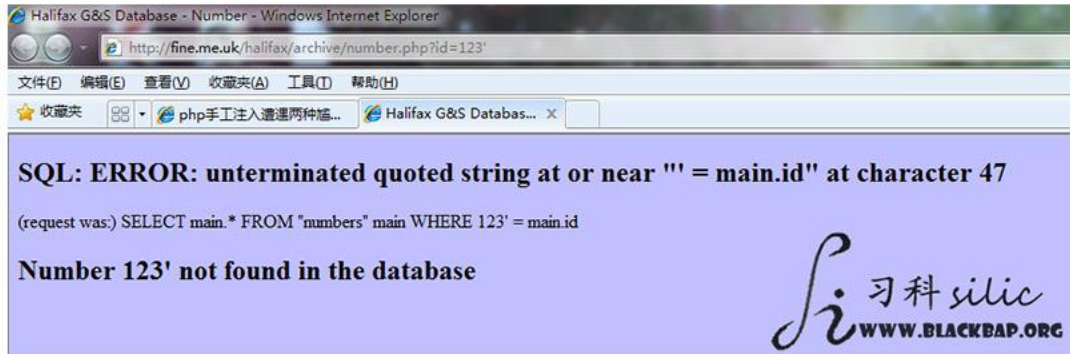 Halifax G&S Database - Number - Windows Internet Explorer
http://fine.me.uk/halifax/archive/number.php?id=123'
文件(F) 编辑(E) 查看(V) 收藏夹(A) 工具(T) 帮助(H)
收藏夹 php手工注入遭遇两种尴... Halifax G&S Databas... X
SQL: ERROR: unterminated quoted string at or near "' = main.id" at character 47
(request was:) SELECT main.* FROM "numbers" main WHERE 123' = main.id
Number 123' not found in the database
习科 silic
WWW.BLACKBAP.ORG